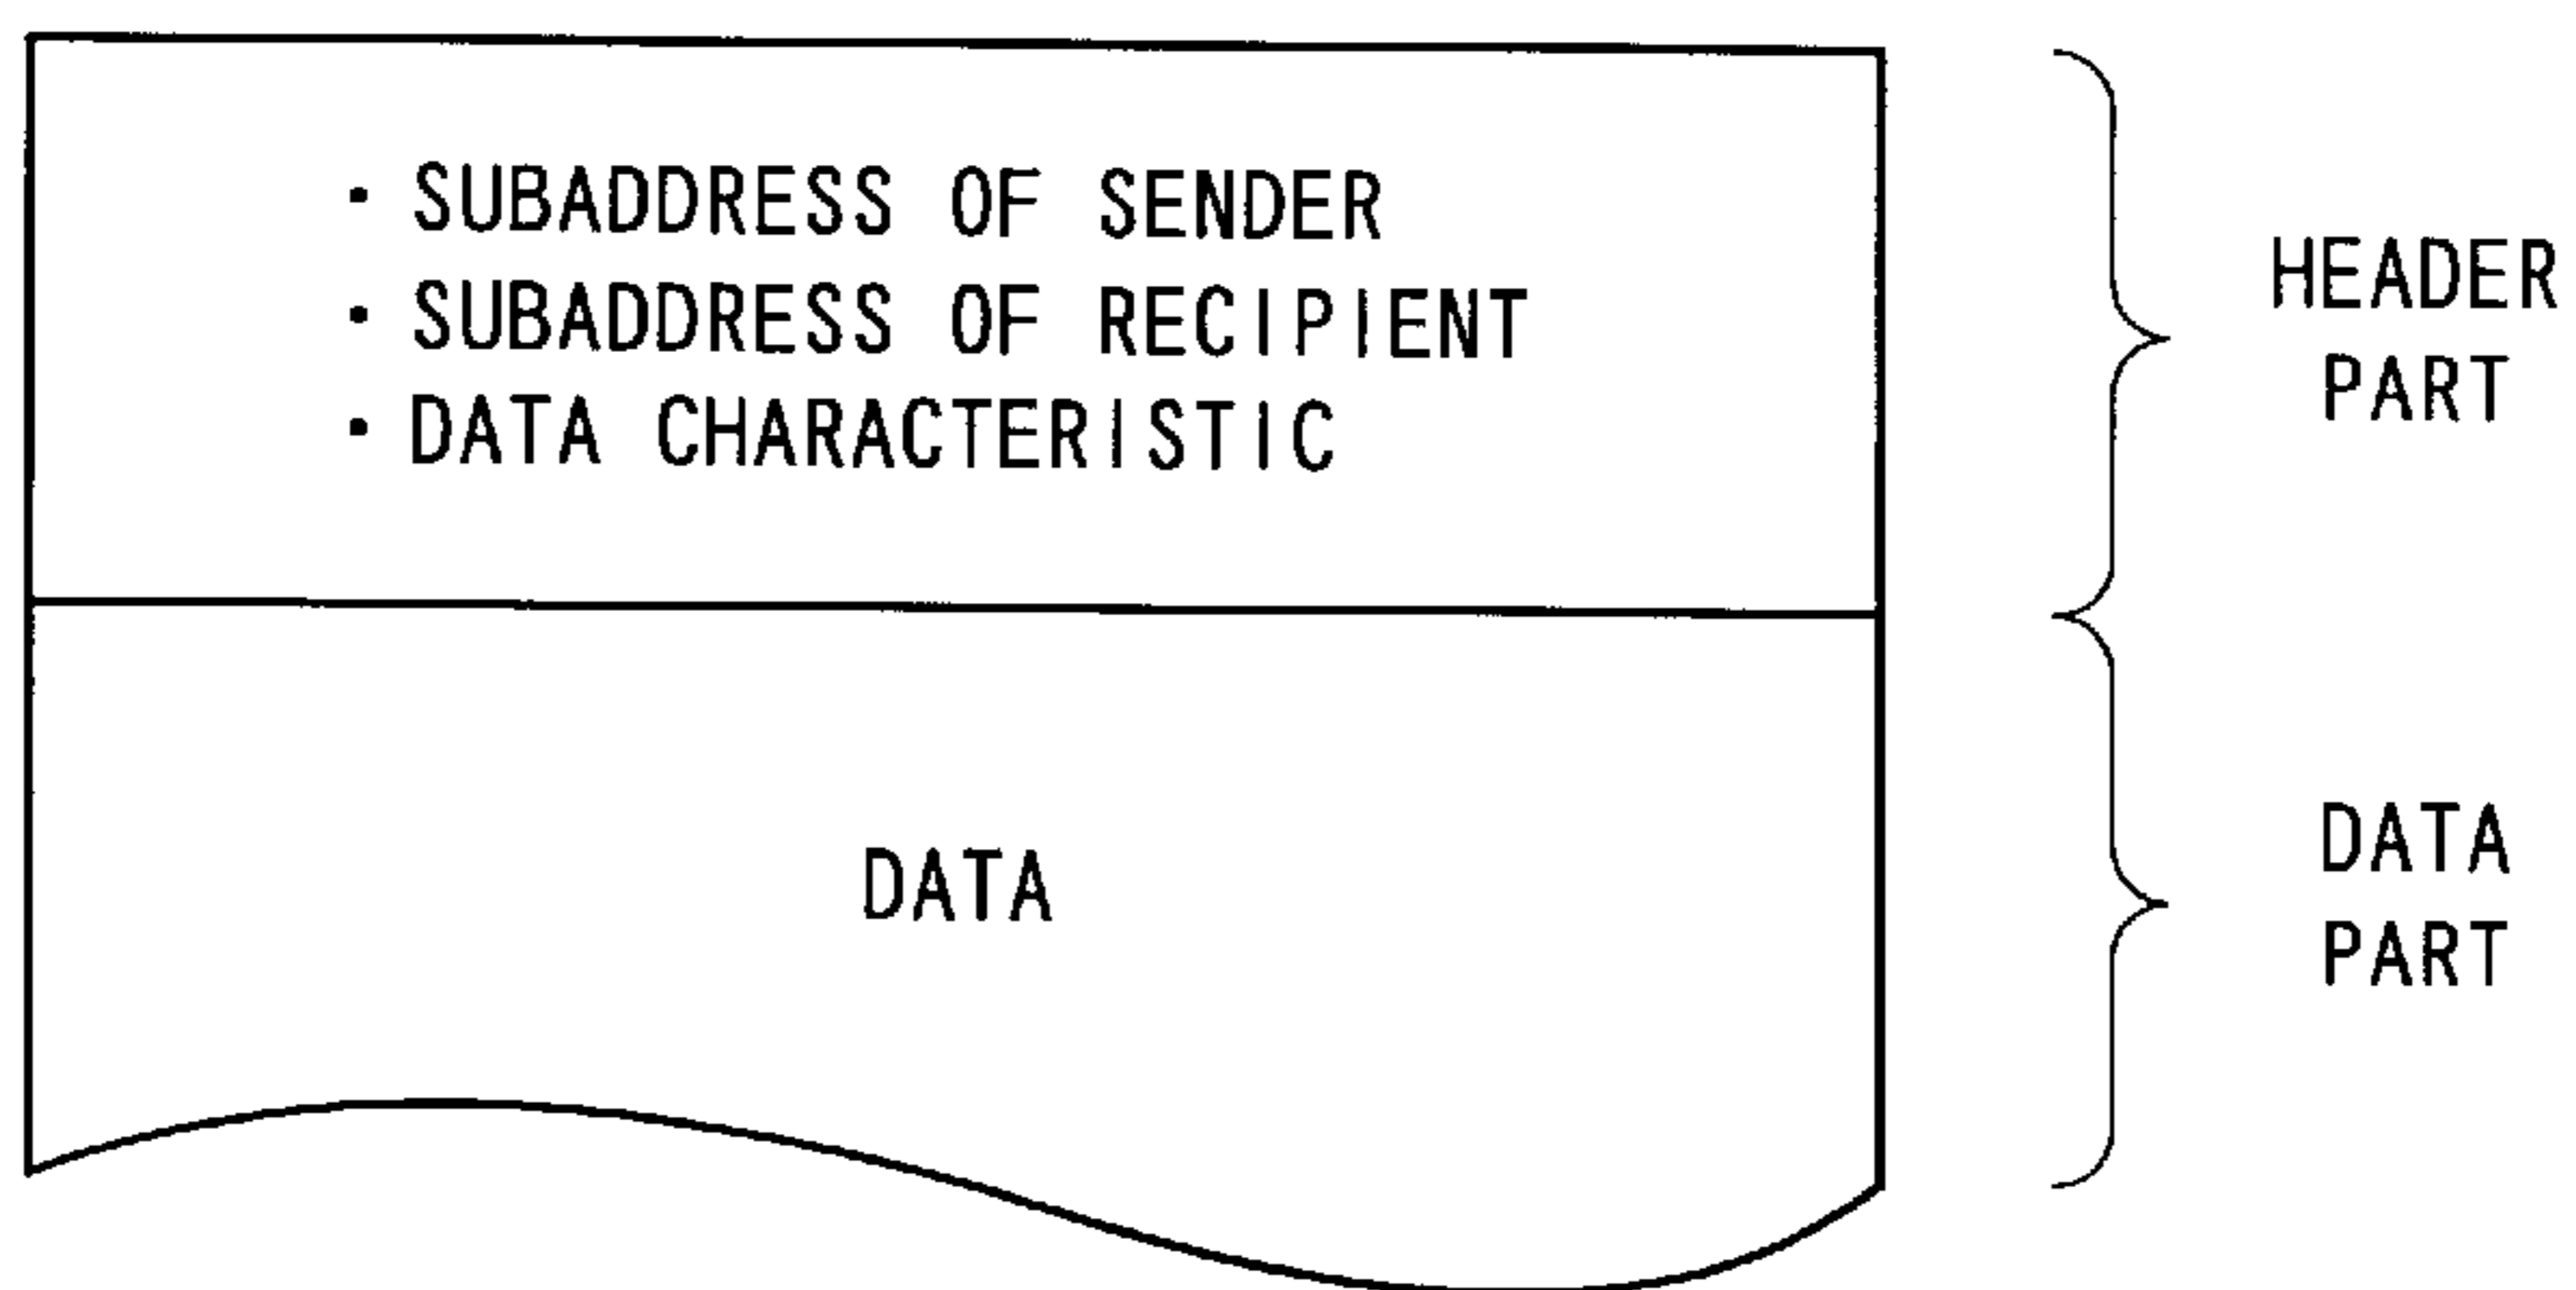 · SUBADDRESS OF SENDER
· SUBADDRESS OF RECIPIENT
· DATA CHARACTERISTIC
HEADER
PART
DATA
DATA
PART